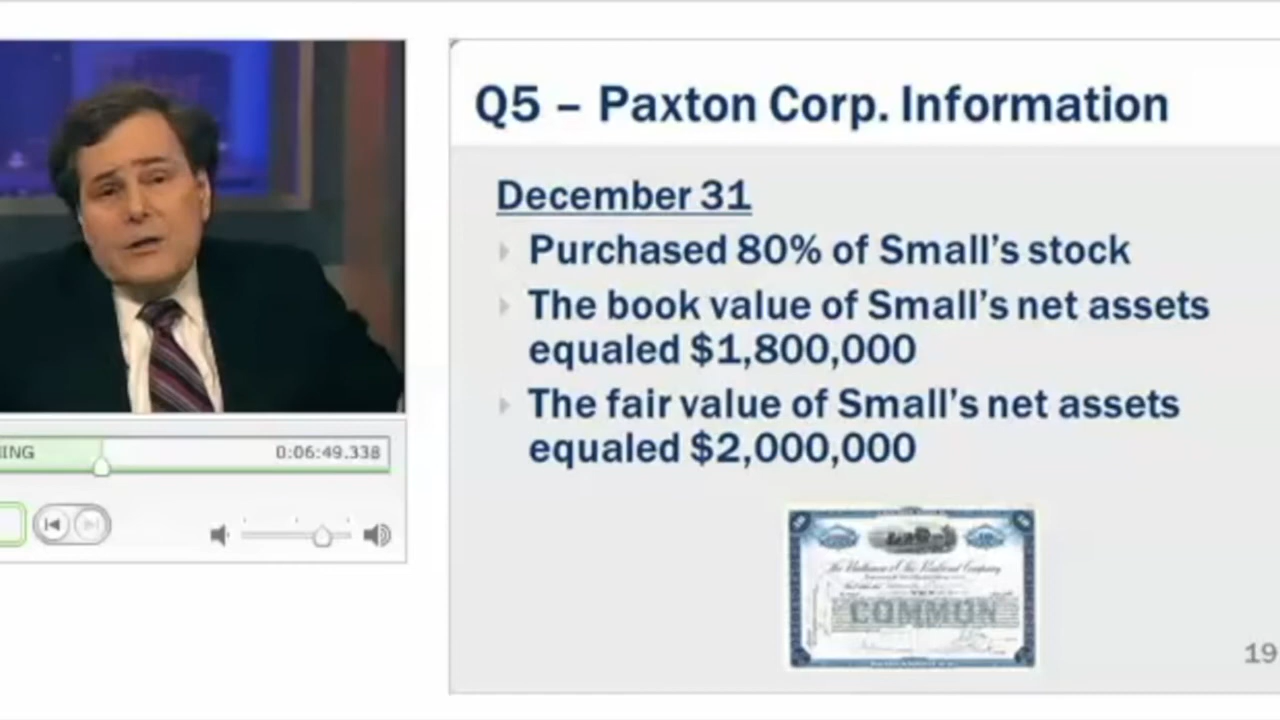 Q5 – Paxton Corp. Information
December 31
Purchased 80% of Small's stock
The book value of Small's net assets
equaled $1,800,000
The fair value of Small's net assets
equaled $2,000,000
COMMON
19
ING
0:06:49.338